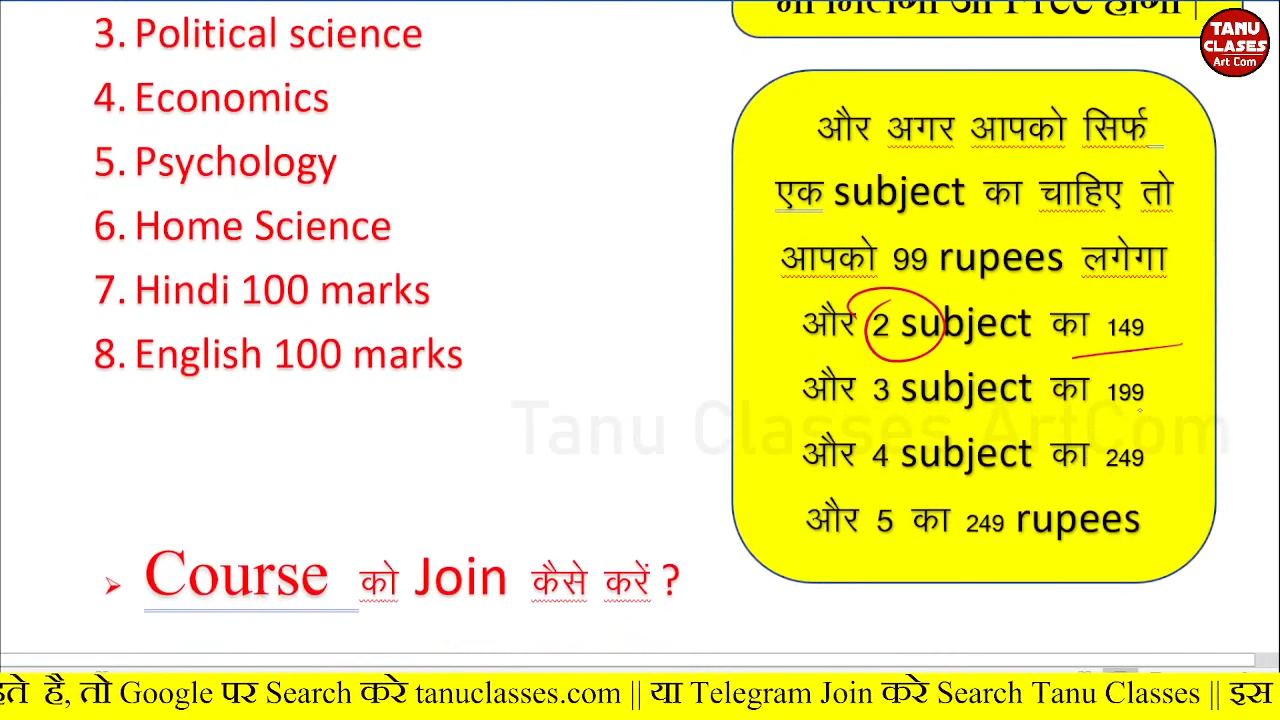 3. Political science
4. Economics
5. Psychology
6. Home Science
7. Hindi 100 marks
8. English 100 marks
TANU
CLASES
Art Com
और अगर आपको सिर्फ
एक subject का चाहिए तो
आपको 99 rupees लगेगा
और 2 subject का 149
और 3 subject का 199
और 4 subject का 249
और 5 का 249 rupees
Tanu Classes ArtCom
➢ Course को Join कैसे करें ?
है, तो Google पर Search करे tanuclasses.com || या Telegram Join करे Search Tanu Classes || इस